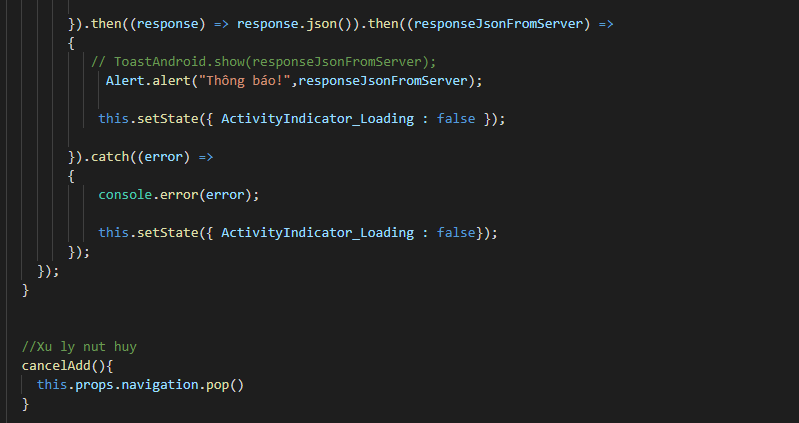 }).then((response) => response.json()).then((responseJsonFromServer) =>
{
// ToastAndroid.show(responseJsonFromServer);
Alert.alert("Thông báo!",responseJsonFromServer);
this.setState({ ActivityIndicator_Loading : false });
}).catch((error) =>
{
console.error(error);
this.setState({ ActivityIndicator_Loading : false});
});
});
}
//Xu ly nut huy
cancelAdd(){
this.props.navigation.pop()
}